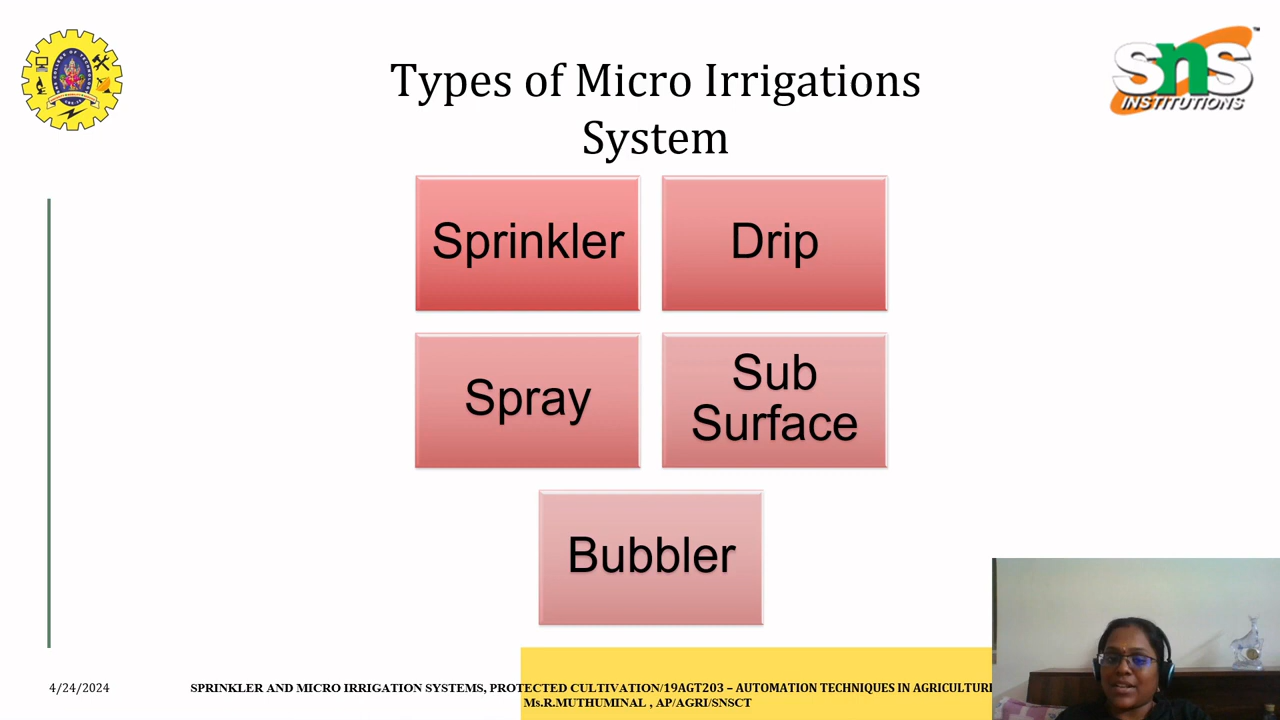 Types of Micro Irrigations
System
sns
INSTITUTIONS
Sprinkler
Drip
Spray
Sub
Surface
Bubbler
4/24/2024
SPRINKLER AND MICRO IRRIGATION SYSTEMS, PROTECTED CULTIVATION/19AGT203 – AUTOMATION TECHNIQUES IN
Ms.R.MUTHUMINAL , AP/AGRI/SNSCT